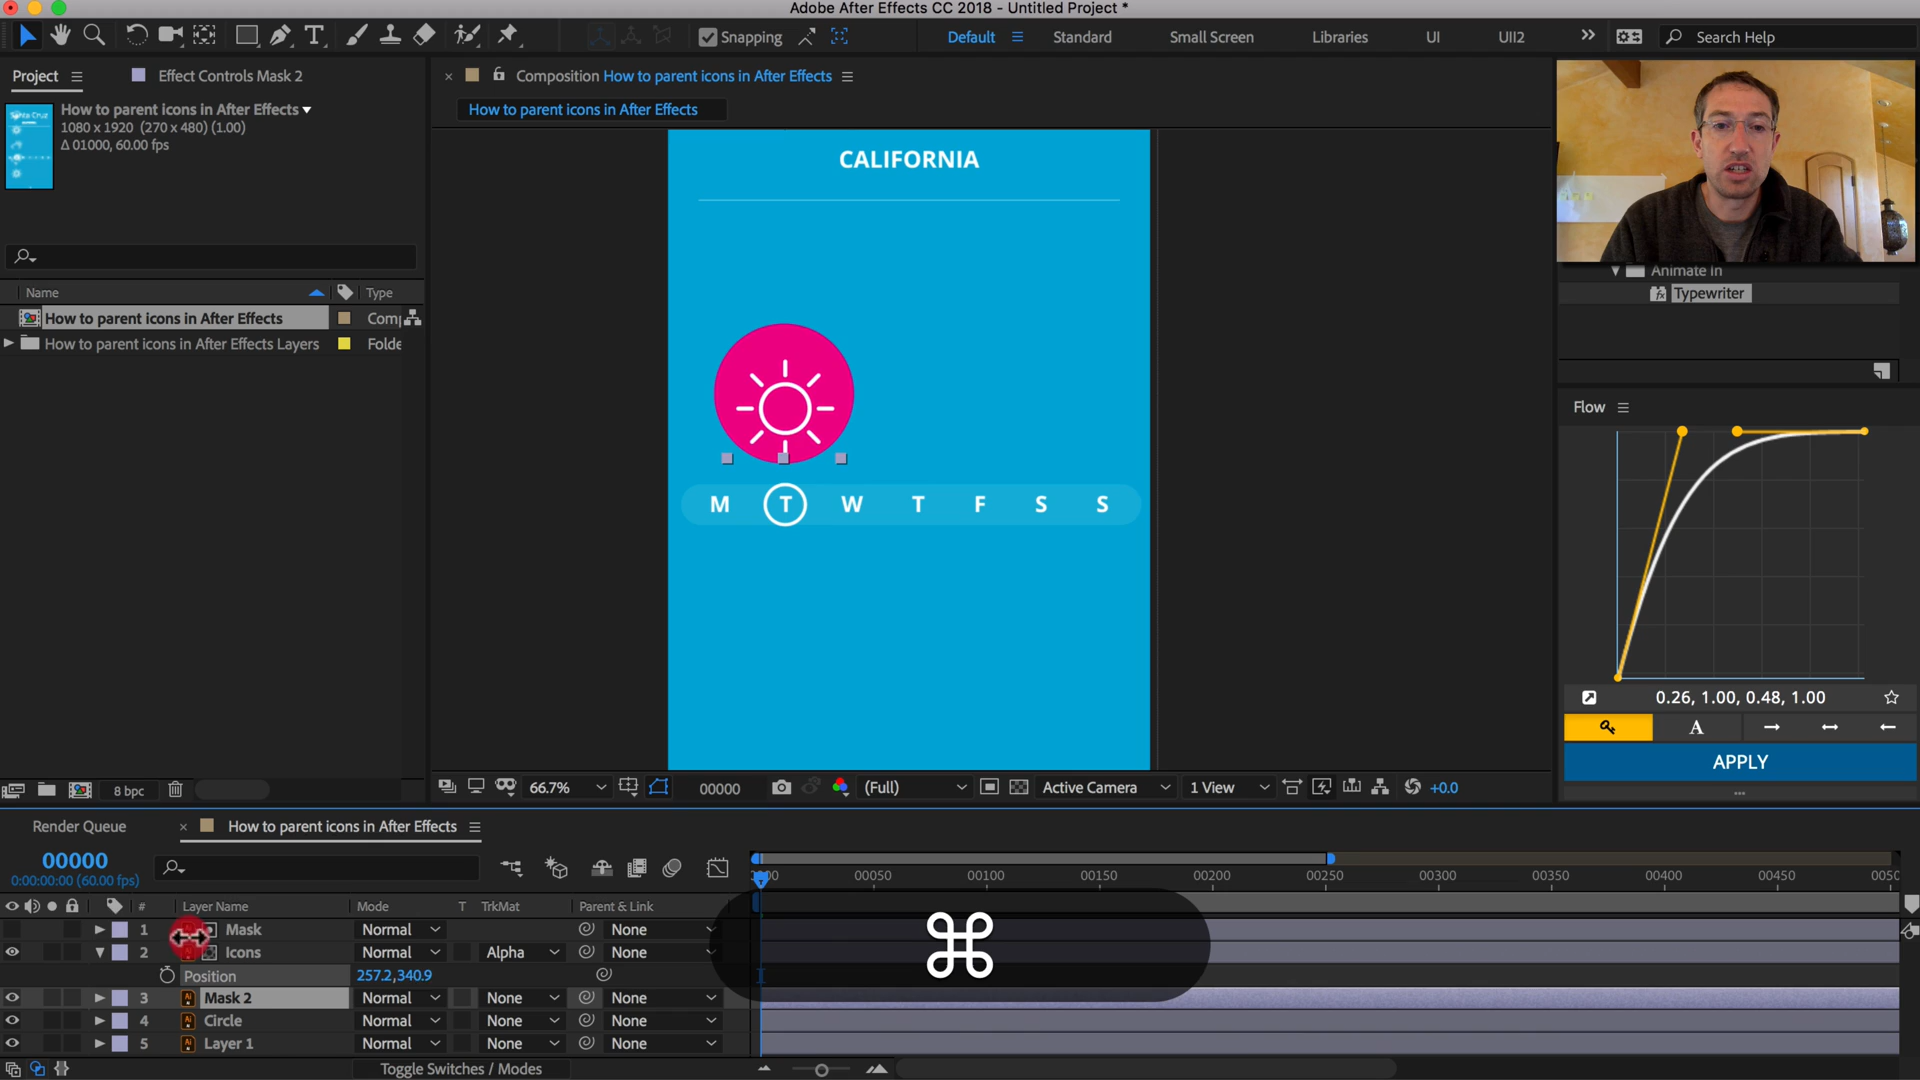 Adobe After Effects CC 2018 - Untitled Project *
Snapping
Default
Standard
Small Screen
Libraries
UI
UII2
Search Help
Project
Effect Controls Mask 2
Composition How to parent icons in After Effects
How to parent icons in After Effects
How to parent icons in After Effects
1080 x 1920 (270 x 480) (1.00)
Δ 01000, 60.00 fps
Santa Cruz
CALIFORNIA
Animate In
Typewriter
Name
Type
How to parent icons in After Effects
Comp
How to parent icons in After Effects Layers
Folde
Flow
M T W T F S S
0.26, 1.00, 0.48, 1.00
A
APPLY
8 bpc
66.7%
00000
(Full)
Active Camera
1 View
+0.0
Render Queue
How to parent icons in After Effects
00000
0:00:00:00 (60.00 fps)
00050
00100
00150
00200
00250
00300
00350
00400
00450
#
Layer Name
Mode
T
TrkMat
Parent & Link
1
Mask
Normal
None
2
Icons
Normal
Alpha
None
Position
257.2,340.9
3
Mask 2
Normal
None
None
4
Circle
Normal
None
None
5
Layer 1
Normal
None
None
Toggle Switches / Modes